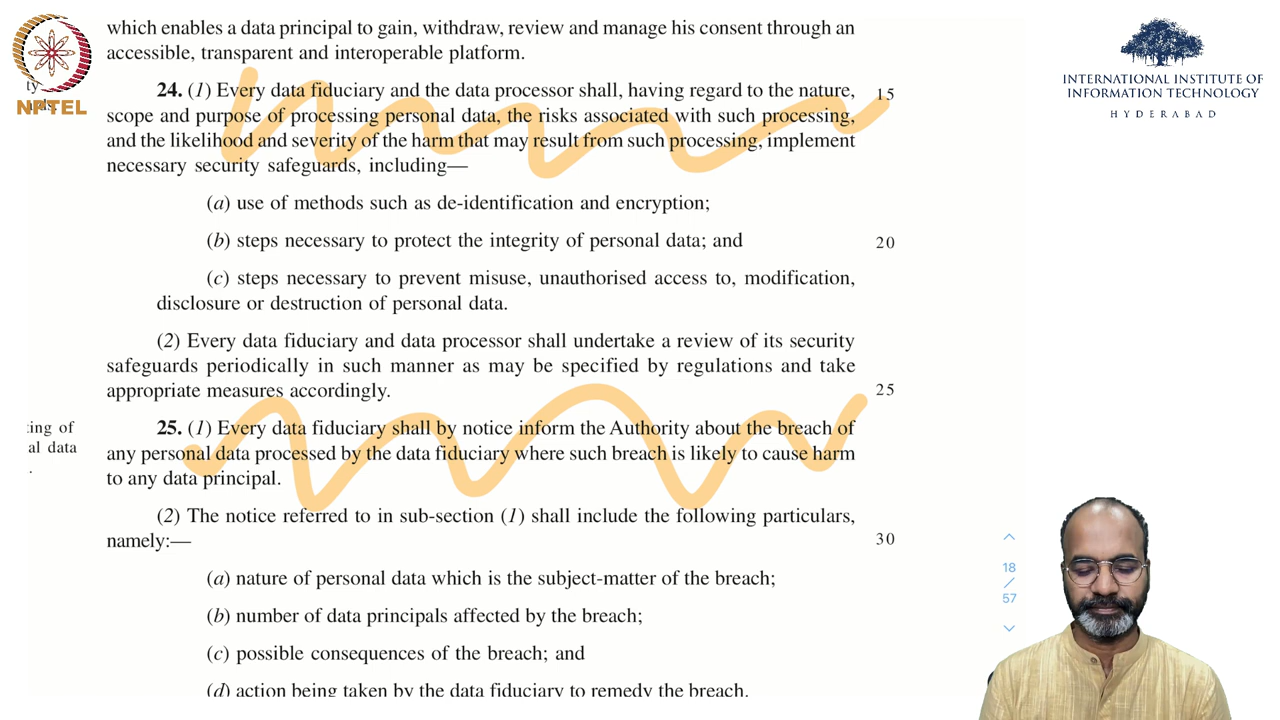 which enables a data principal to gain, withdraw, review and manage his consent through an
accessible, transparent and interoperable platform.
24. (1) Every data fiduciary and the data processor shall, having regard to the nature,
15
scope and purpose of processing personal data, the risks associated with such processing,
and the likelihood and severity of the harm that may result from such processing, implement
necessary security safeguards, including—
(a) use of methods such as de-identification and encryption;
(b) steps necessary to protect the integrity of personal data; and
20
(c) steps necessary to prevent misuse, unauthorised access to, modification,
disclosure or destruction of personal data.
(2) Every data fiduciary and data processor shall undertake a review of its security
safeguards periodically in such manner as may be specified by regulations and take
appropriate measures accordingly.
25
25. (1) Every data fiduciary shall by notice inform the Authority about the breach of
any personal data processed by the data fiduciary where such breach is likely to cause harm
to any data principal.
(2) The notice referred to in sub-section (1) shall include the following particulars,
namely:—
30
(a) nature of personal data which is the subject-matter of the breach;
(b) number of data principals affected by the breach;
(c) possible consequences of the breach; and
(d) action being taken by the data fiduciary to remedy the breach.
ing of
al data
.
NPTEL
INTERNATIONAL INSTITUTE OF
INFORMATION TECHNOLOGY
HYDERABAD
18
/
57